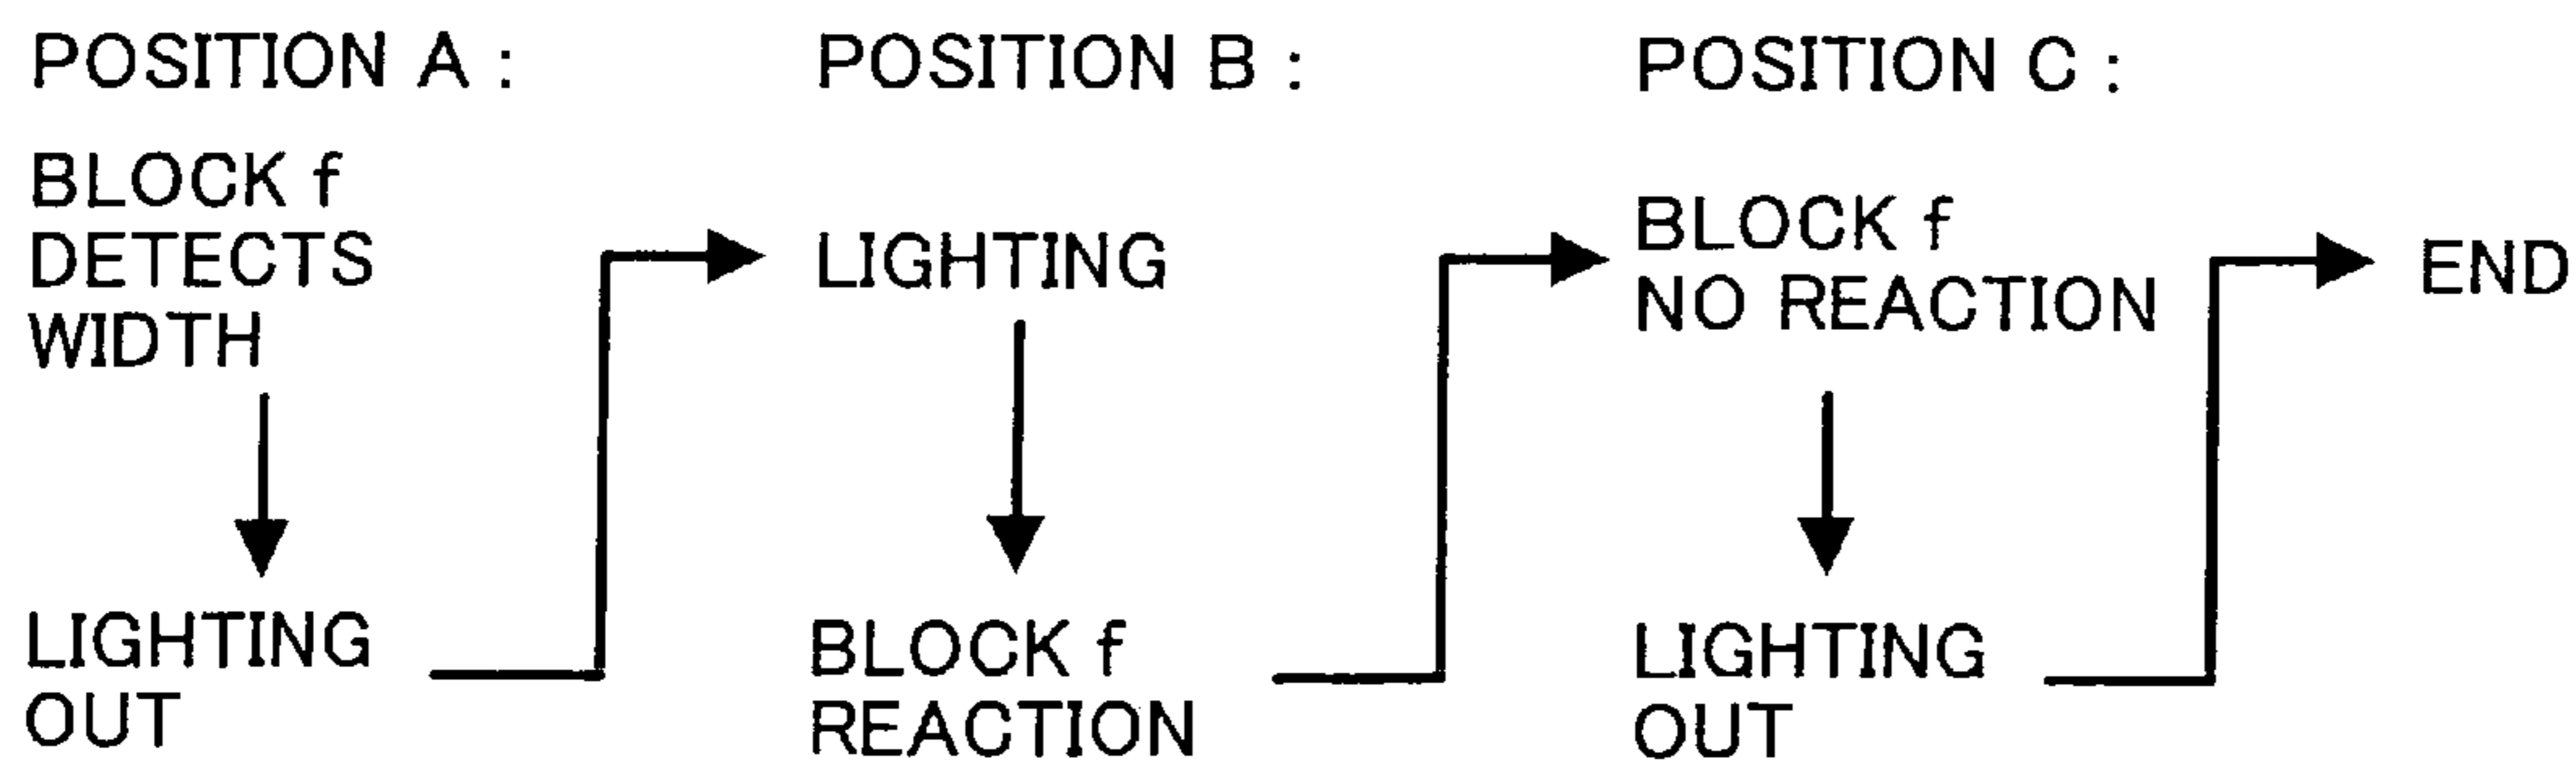 POSITION A :
BLOCK f
DETECTS
WIDTH
LIGHTING
OUT
POSITION B :
LIGHTING
BLOCK f
REACTION
POSITION C :
BLOCK f
NO REACTION
LIGHTING
OUT
END